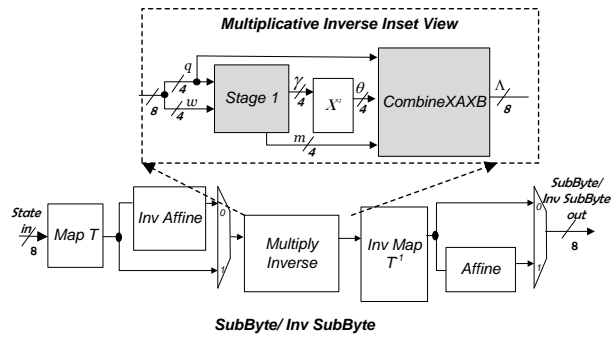 Multiplicative Inverse Inset View
q
4
8
w
4
Stage 1
γ
4
X⁻¹
θ
4
m
4
CombineXAXB
Λ
8
State
in
8
Map T
Inv Affine
0
1
Multiply
Inverse
Inv Map
T⁻¹
Affine
0
1
SubByte/
Inv SubByte
out
8
SubByte/ Inv SubByte